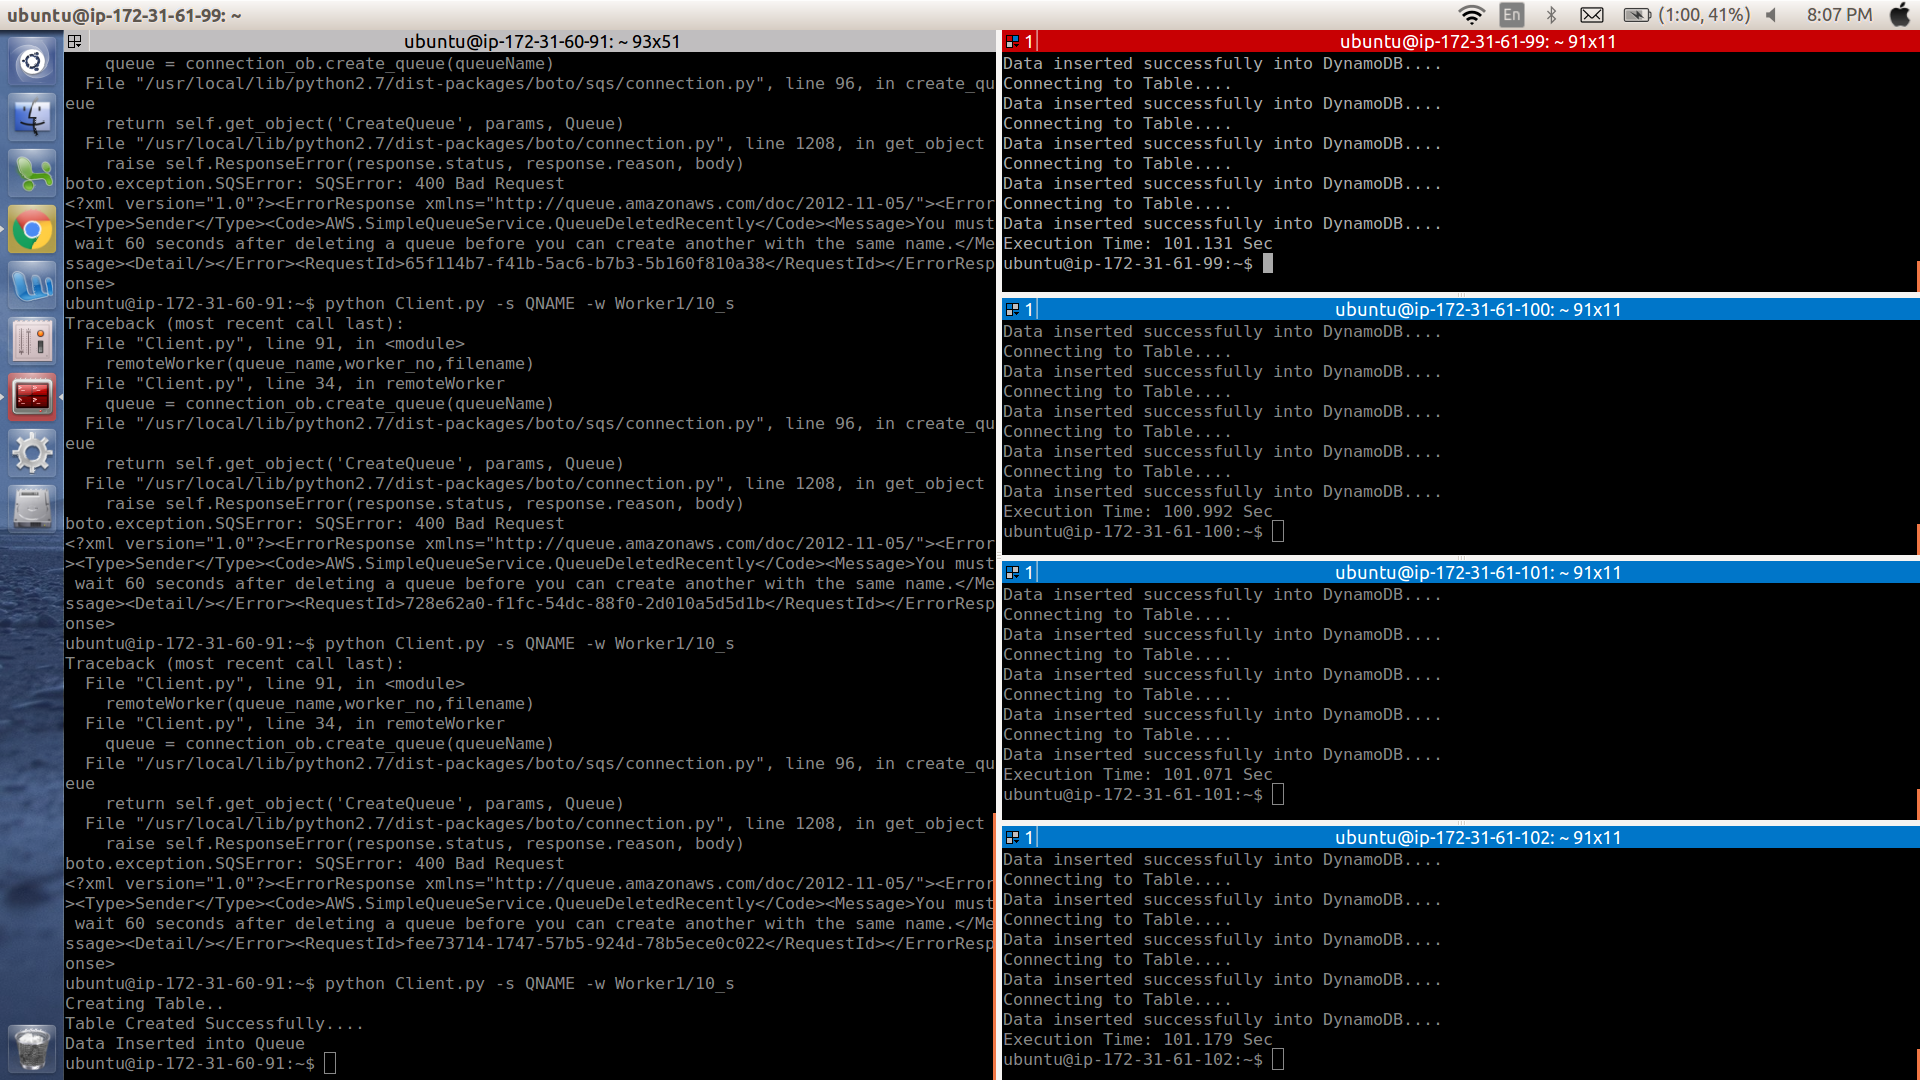 ubuntu@ip-172-31-61-99: ~
En
(1:00, 41%)
8:07 PM
ubuntu@ip-172-31-60-91: ~ 93x51
    queue = connection_ob.create_queue(queueName)
  File "/usr/local/lib/python2.7/dist-packages/boto/sqs/connection.py", line 96, in create_qu
eue
    return self.get_object('CreateQueue', params, Queue)
  File "/usr/local/lib/python2.7/dist-packages/boto/connection.py", line 1208, in get_object
    raise self.ResponseError(response.status, response.reason, body)
boto.exception.SQSError: SQSError: 400 Bad Request
<?xml version="1.0"?><ErrorResponse xmlns="http://queue.amazonaws.com/doc/2012-11-05/"><Error
><Type>Sender</Type><Code>AWS.SimpleQueueService.QueueDeletedRecently</Code><Message>You must
 wait 60 seconds after deleting a queue before you can create another with the same name.</Me
ssage><Detail/></Error><RequestId>65f114b7-f41b-5ac6-b7b3-5b160f810a38</RequestId></ErrorResp
onse>
ubuntu@ip-172-31-60-91:~$ python Client.py -s QNAME -w Worker1/10_s
Traceback (most recent call last):
  File "Client.py", line 91, in <module>
    remoteWorker(queue_name,worker_no,filename)
  File "Client.py", line 34, in remoteWorker
    queue = connection_ob.create_queue(queueName)
  File "/usr/local/lib/python2.7/dist-packages/boto/sqs/connection.py", line 96, in create_qu
eue
    return self.get_object('CreateQueue', params, Queue)
  File "/usr/local/lib/python2.7/dist-packages/boto/connection.py", line 1208, in get_object
    raise self.ResponseError(response.status, response.reason, body)
boto.exception.SQSError: SQSError: 400 Bad Request
<?xml version="1.0"?><ErrorResponse xmlns="http://queue.amazonaws.com/doc/2012-11-05/"><Error
><Type>Sender</Type><Code>AWS.SimpleQueueService.QueueDeletedRecently</Code><Message>You must
 wait 60 seconds after deleting a queue before you can create another with the same name.</Me
ssage><Detail/></Error><RequestId>728e62a0-f1fc-54dc-88f0-2d010a5d5d1b</RequestId></ErrorResp
onse>
ubuntu@ip-172-31-60-91:~$ python Client.py -s QNAME -w Worker1/10_s
Traceback (most recent call last):
  File "Client.py", line 91, in <module>
    remoteWorker(queue_name,worker_no,filename)
  File "Client.py", line 34, in remoteWorker
    queue = connection_ob.create_queue(queueName)
  File "/usr/local/lib/python2.7/dist-packages/boto/sqs/connection.py", line 96, in create_qu
eue
    return self.get_object('CreateQueue', params, Queue)
  File "/usr/local/lib/python2.7/dist-packages/boto/connection.py", line 1208, in get_object
    raise self.ResponseError(response.status, response.reason, body)
boto.exception.SQSError: SQSError: 400 Bad Request
<?xml version="1.0"?><ErrorResponse xmlns="http://queue.amazonaws.com/doc/2012-11-05/"><Error
><Type>Sender</Type><Code>AWS.SimpleQueueService.QueueDeletedRecently</Code><Message>You must
 wait 60 seconds after deleting a queue before you can create another with the same name.</Me
ssage><Detail/></Error><RequestId>fee73714-1747-57b5-924d-78b5ece0c022</RequestId></ErrorResp
onse>
ubuntu@ip-172-31-60-91:~$ python Client.py -s QNAME -w Worker1/10_s
Creating Table..
Table Created Successfully....
Data Inserted into Queue
ubuntu@ip-172-31-60-91:~$
1
ubuntu@ip-172-31-61-99: ~ 91x11
Data inserted successfully into DynamoDB....
Connecting to Table....
Data inserted successfully into DynamoDB....
Connecting to Table....
Data inserted successfully into DynamoDB....
Connecting to Table....
Data inserted successfully into DynamoDB....
Connecting to Table....
Data inserted successfully into DynamoDB....
Execution Time: 101.131 Sec
ubuntu@ip-172-31-61-99:~$
1
ubuntu@ip-172-31-61-100: ~ 91x11
Data inserted successfully into DynamoDB....
Connecting to Table....
Data inserted successfully into DynamoDB....
Connecting to Table....
Data inserted successfully into DynamoDB....
Connecting to Table....
Data inserted successfully into DynamoDB....
Connecting to Table....
Data inserted successfully into DynamoDB....
Execution Time: 100.992 Sec
ubuntu@ip-172-31-61-100:~$
1
ubuntu@ip-172-31-61-101: ~ 91x11
Data inserted successfully into DynamoDB....
Connecting to Table....
Data inserted successfully into DynamoDB....
Connecting to Table....
Data inserted successfully into DynamoDB....
Connecting to Table....
Data inserted successfully into DynamoDB....
Connecting to Table....
Data inserted successfully into DynamoDB....
Execution Time: 101.071 Sec
ubuntu@ip-172-31-61-101:~$
1
ubuntu@ip-172-31-61-102: ~ 91x11
Data inserted successfully into DynamoDB....
Connecting to Table....
Data inserted successfully into DynamoDB....
Connecting to Table....
Data inserted successfully into DynamoDB....
Connecting to Table....
Data inserted successfully into DynamoDB....
Connecting to Table....
Data inserted successfully into DynamoDB....
Execution Time: 101.179 Sec
ubuntu@ip-172-31-61-102:~$